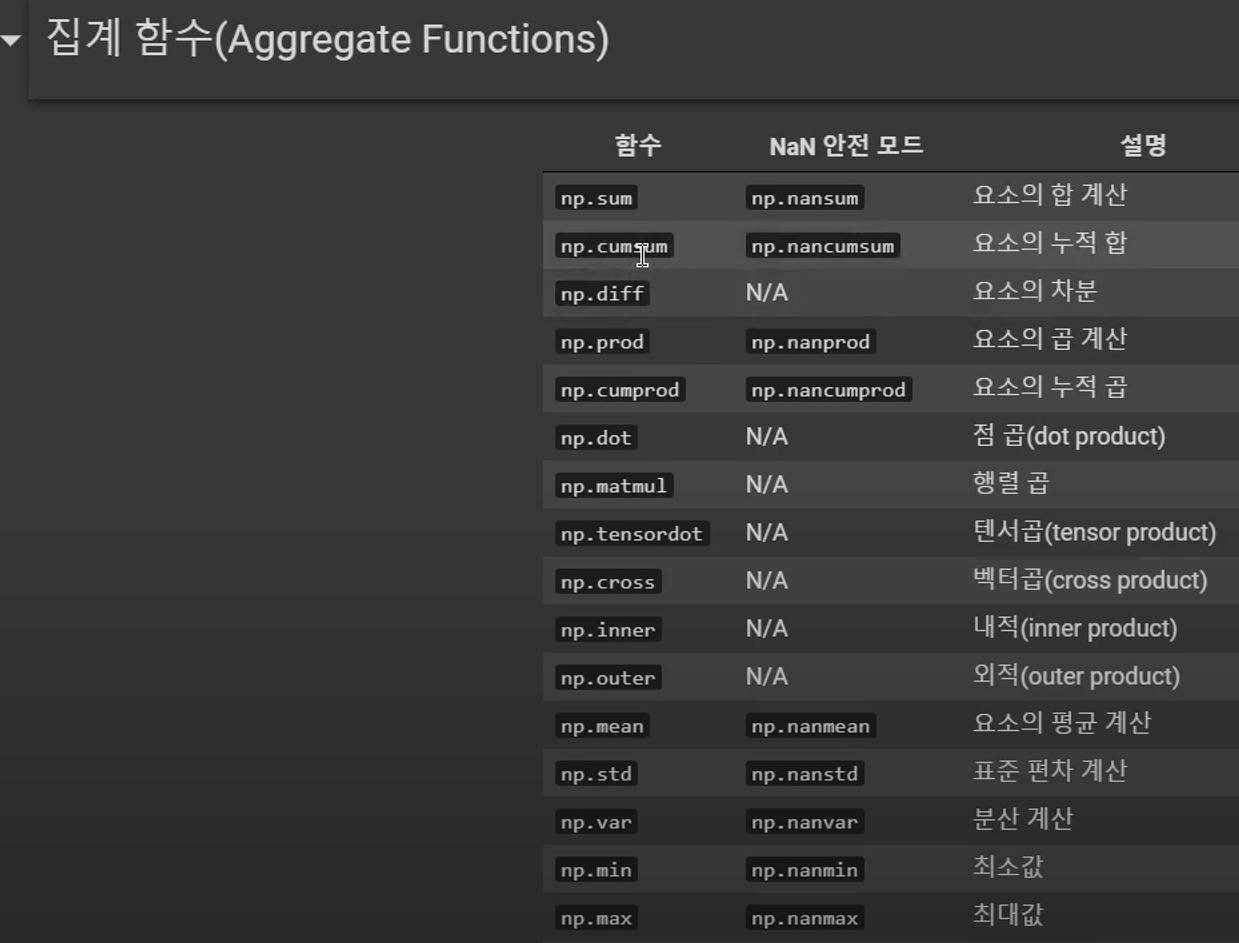 집계 함수(Aggregate Functions)
함수 NaN 안전 모드 설명
np.sum np.nansum 요소의 합 계산
np.cumsum np.nancumsum 요소의 누적 합
np.diff N/A 요소의 차분
np.prod np.nanprod 요소의 곱 계산
np.cumprod np.nancumprod 요소의 누적 곱
np.dot N/A 점 곱(dot product)
np.matmul N/A 행렬 곱
np.tensordot N/A 텐서곱(tensor product)
np.cross N/A 벡터곱(cross product)
np.inner N/A 내적(inner product)
np.outer N/A 외적(outer product)
np.mean np.nanmean 요소의 평균 계산
np.std np.nanstd 표준 편차 계산
np.var np.nanvar 분산 계산
np.min np.nanmin 최소값
np.max np.nanmax 최대값